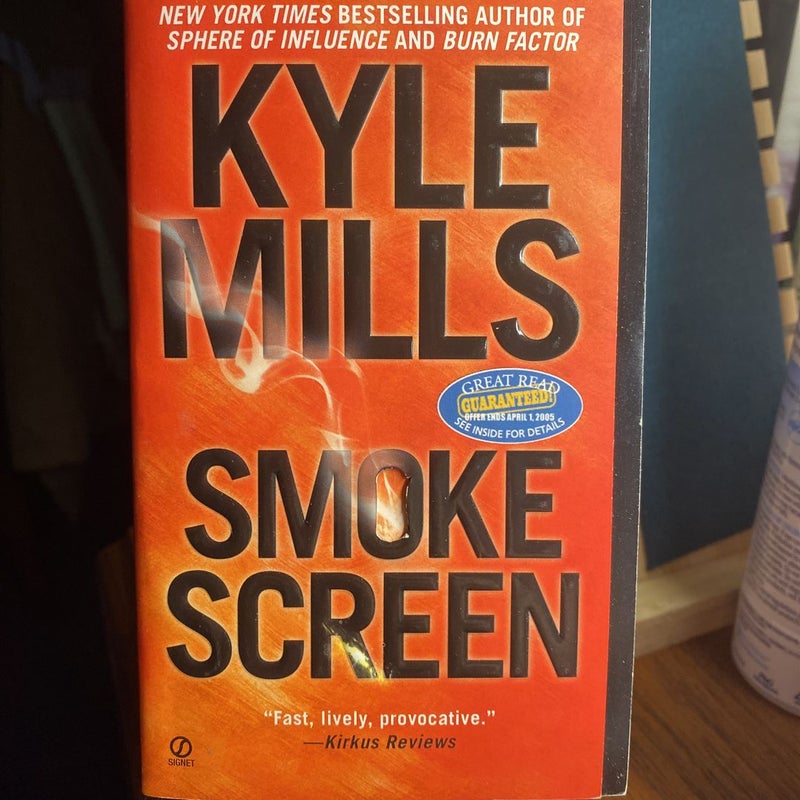 NEW YORK TIMES BESTSELLING AUTHOR OF
SPHERE OF INFLUENCE AND BURN FACTOR
KYLE
MILLS
GREAT READ
GUARANTEED!
OFFER ENDS APRIL 1, 2005
SEE INSIDE FOR DETAILS
SMOKE
SCREEN
“Fast, lively, provocative.”
—Kirkus Reviews
SIGNET